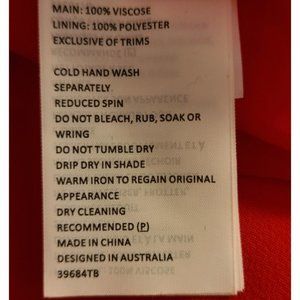 MAIN: 100% VISCOSE
LINING: 100% POLYESTER
EXCLUSIVE OF TRIMS
COLD HAND WASH
SEPARATELY
REDUCED SPIN
DO NOT BLEACH, RUB, SOAK OR
WRING
DO NOT TUMBLE DRY
DRIP DRY IN SHADE
WARM IRON TO REGAIN ORIGINAL
APPEARANCE
DRY CLEANING
RECOMMENDED (P)
MADE IN CHINA
DESIGNED IN AUSTRALIA
39684TB